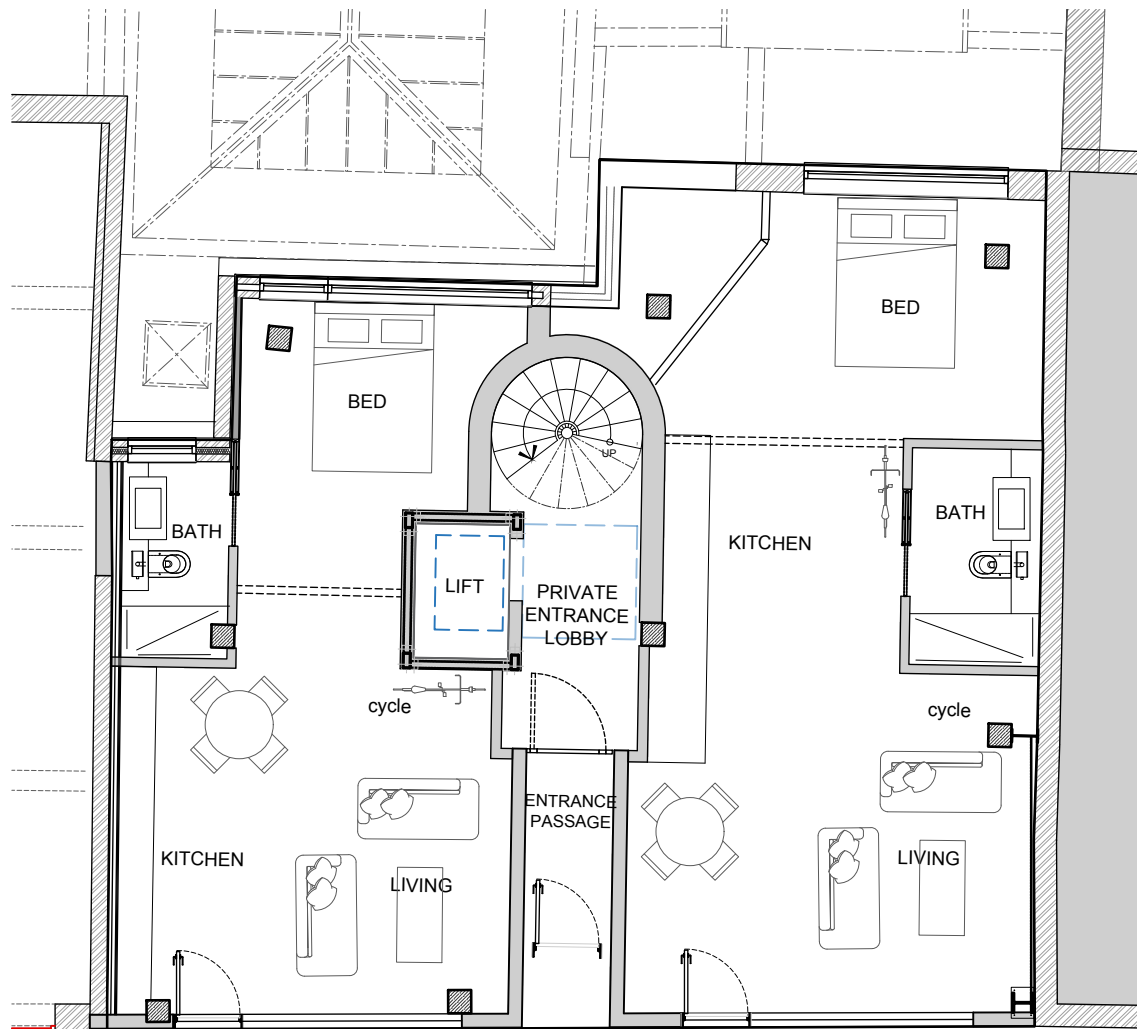 BED
BED
UP
BATH
BATH
KITCHEN
LIFT
PRIVATE
ENTRANCE
LOBBY
cycle
cycle
ENTRANCE
PASSAGE
KITCHEN
LIVING
LIVING